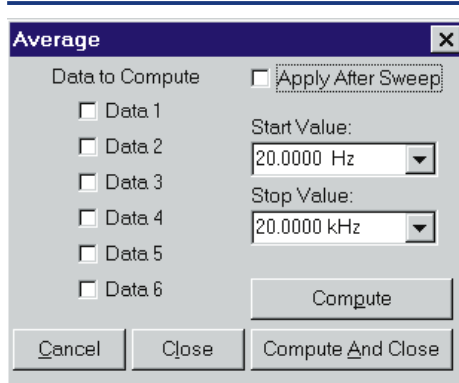 Average
Data to Compute
Data 1
Data 2
Data 3
Data 4
Data 5
Data 6
Apply After Sweep
Start Value:
20.0000 Hz
Stop Value:
20.0000 kHz
Compute
Cancel
Close
Compute And Close